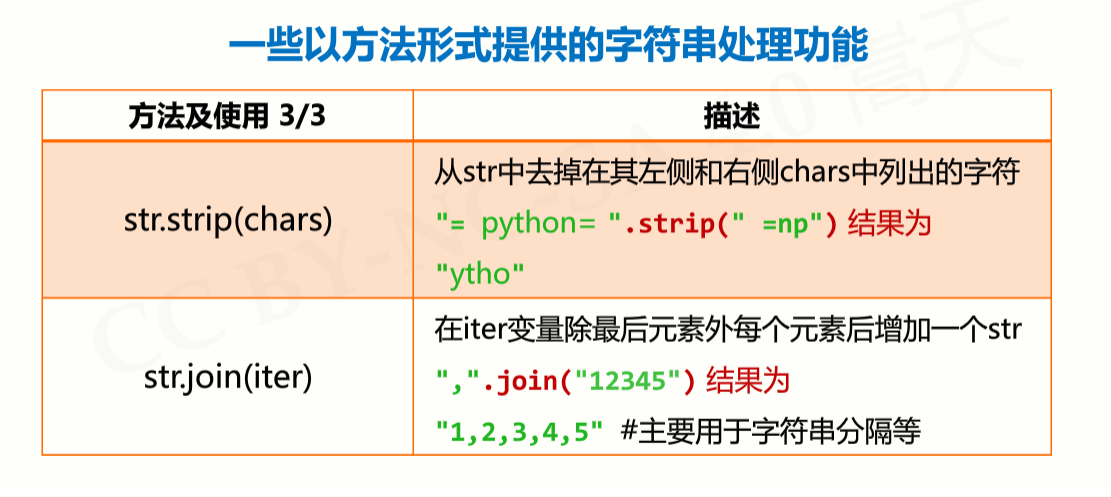 一些以方法形式提供的字符串处理功能
方法及使用 3/3
描述
str.strip(chars)
从str中去掉在其左侧和右侧chars中列出的字符
"= python= ".strip(" =np") 结果为
"ytho"
str.join(iter)
在iter变量除最后元素外每个元素后增加一个str
",".join("12345") 结果为
"1,2,3,4,5" #主要用于字符串分隔等
CC BY-NC-SA 4.0 嵩天